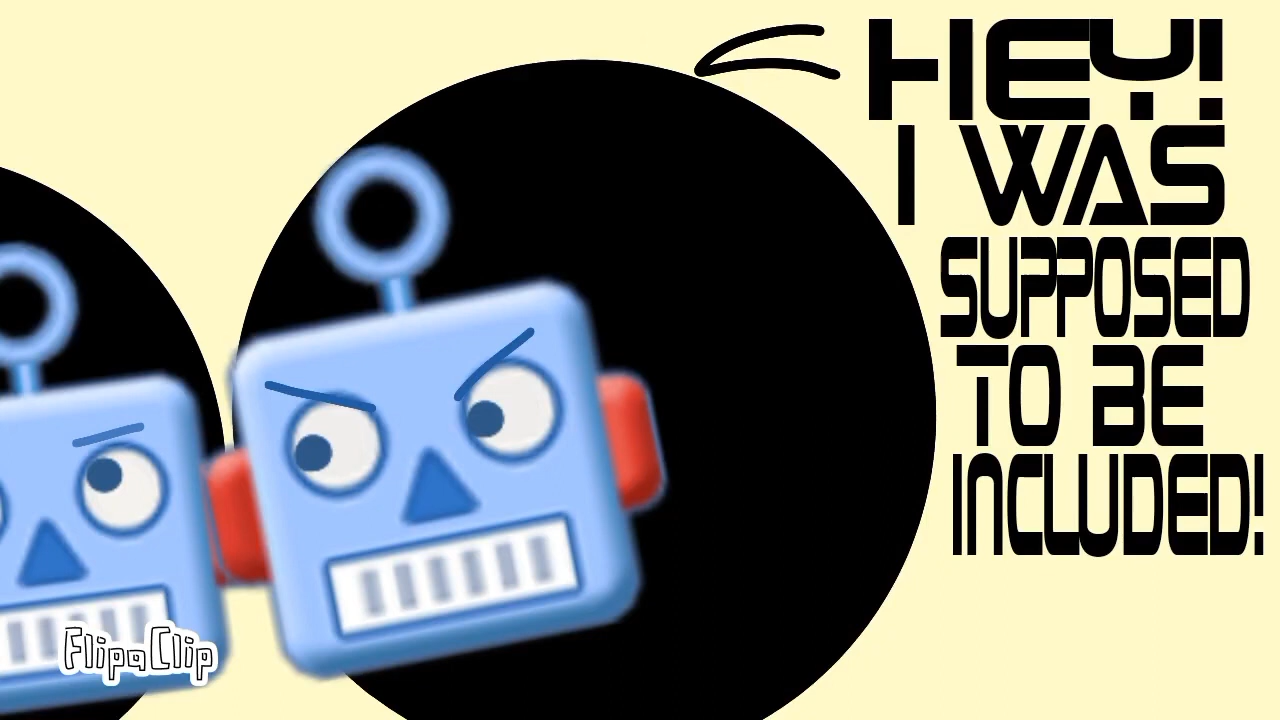 HEY!
I WAS
SUPPOSED
TO BE
INCLUDED!
FlipaClip